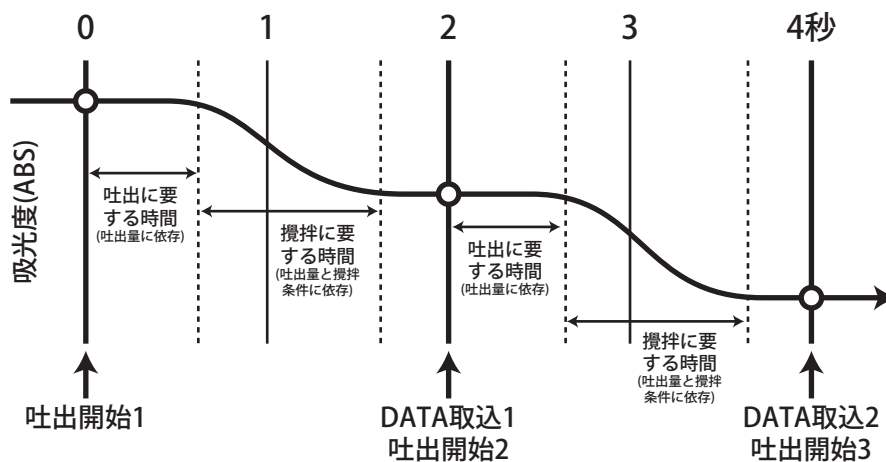 0
1
2
3
4秒
吸光度(ABS)
吐出に要
する時間
(吐出量に依存)
攪拌に要
する時間
(吐出量と攪拌
条件に依存)
吐出に要
する時間
(吐出量に依存)
攪拌に要
する時間
(吐出量と攪拌
条件に依存)
吐出開始1
DATA取込1
吐出開始2
DATA取込2
吐出開始3